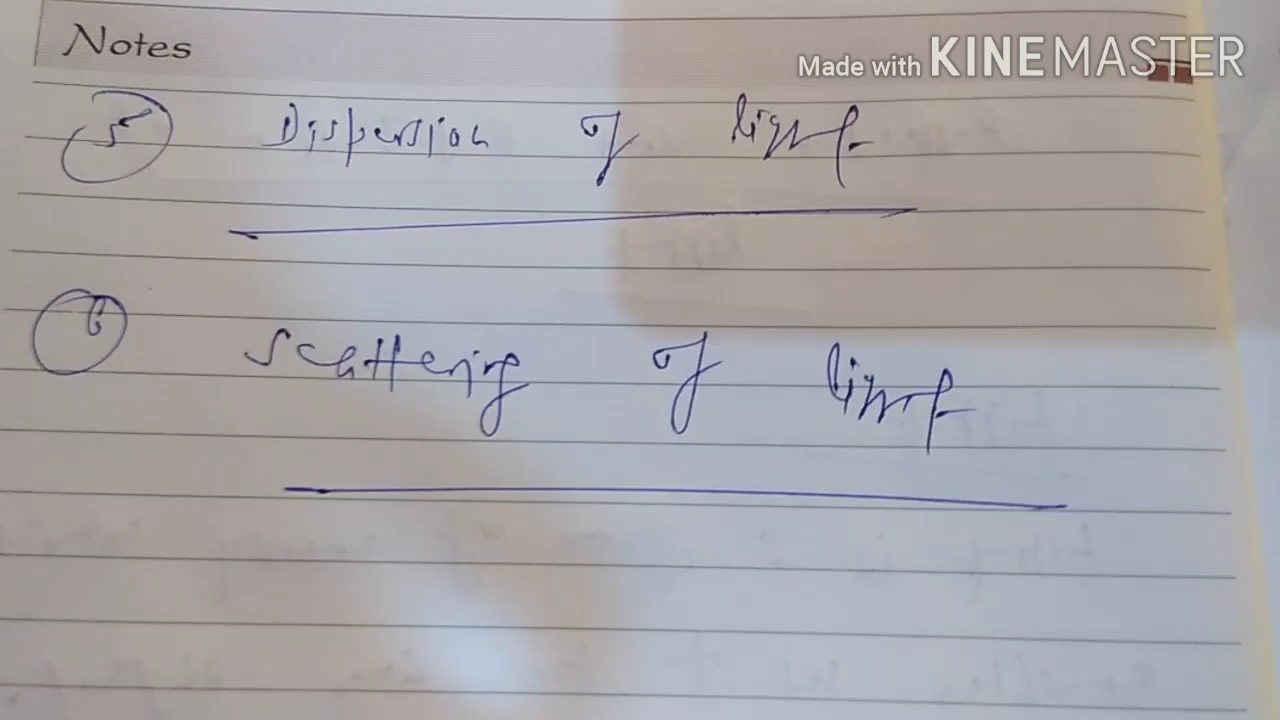 Notes
Made with KINEMASTER
5 Dispersion of light
6 Scattering of light